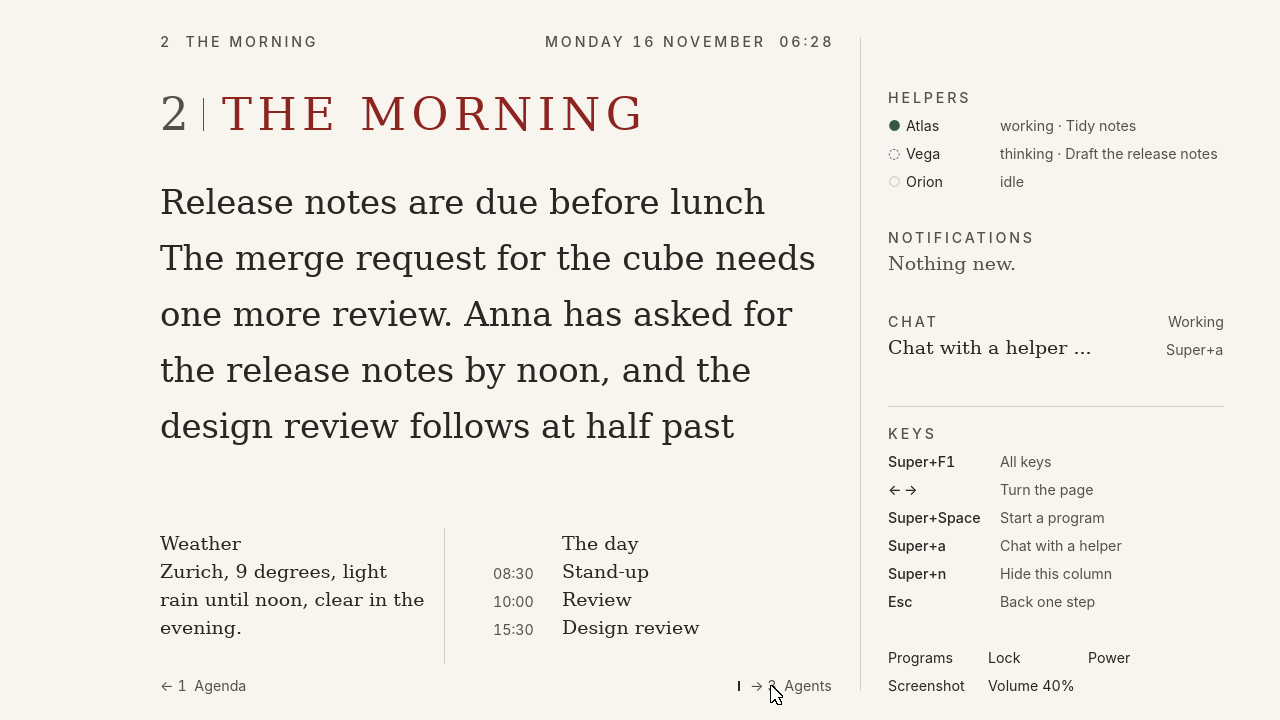 2 THE MORNING
MONDAY 16 NOVEMBER 06:28
2 THE MORNING
Release notes are due before lunch
The merge request for the cube needs
one more review. Anna has asked for
the release notes by noon, and the
design review follows at half past
Weather
Zurich, 9 degrees, light
rain until noon, clear in the
evening.
The day
08:30 Stand-up
10:00 Review
15:30 Design review
← 1 Agenda
→ 3 Agents
HELPERS
Atlas working · Tidy notes
Vega thinking · Draft the release notes
Orion idle
NOTIFICATIONS
Nothing new.
CHAT Working
Chat with a helper ... Super+a
KEYS
Super+F1 All keys
← → Turn the page
Super+Space Start a program
Super+a Chat with a helper
Super+n Hide this column
Esc Back one step
Programs Lock Power
Screenshot Volume 40%